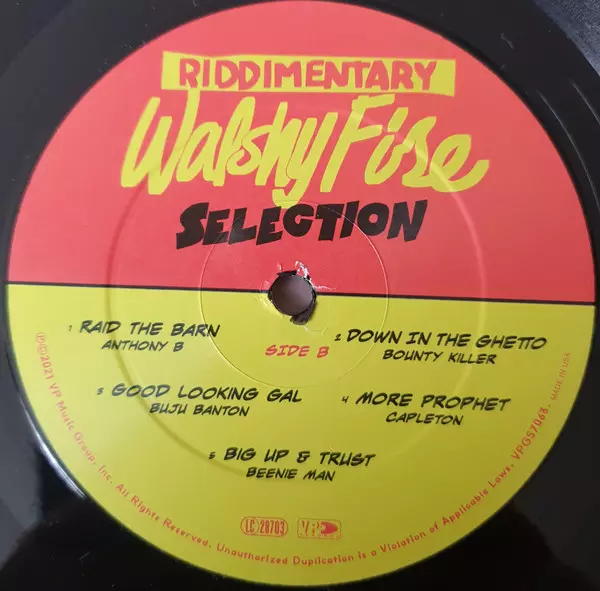 RIDDIMENTARY
Walshy Fire
SELECTION
1 RAID THE BARN
ANTHONY B
SIDE B
2 DOWN IN THE GHETTO
BOUNTY KILLER
3 GOOD LOOKING GAL
BUJU BANTON
4 MORE PROPHET
CAPLETON
5 BIG UP & TRUST
BEENIE MAN
LC 28703
VP
℗©2021 VP Music Group, Inc. All Rights Reserved. Unauthorized Duplication is a Violation of Applicable Laws. VPGS7063. MADE IN USA